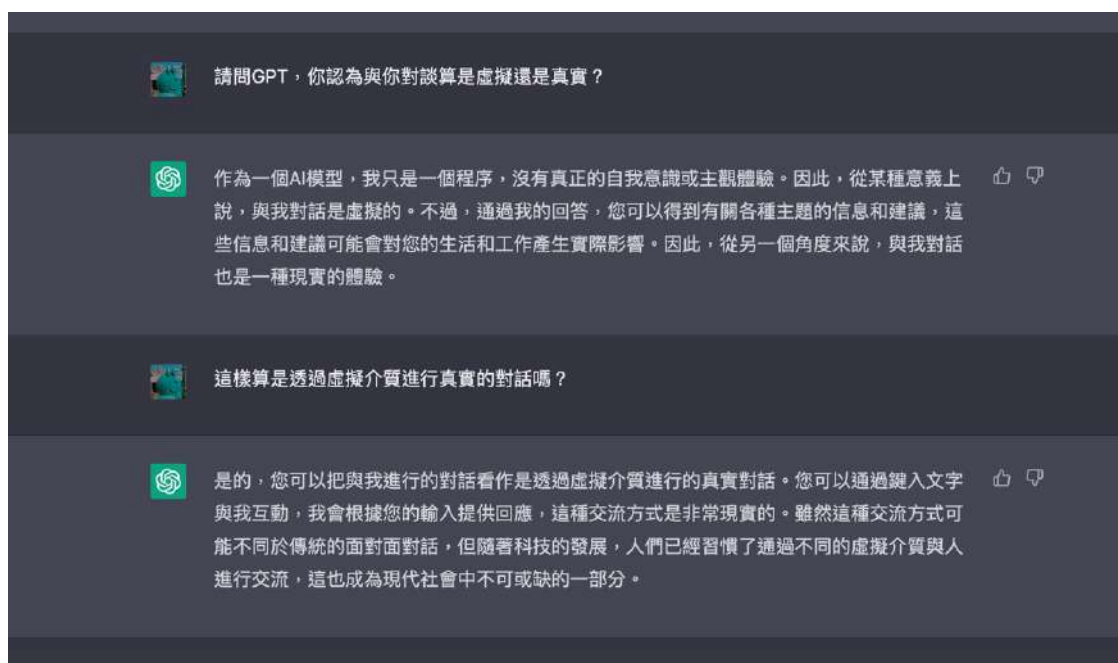 請問GPT，你認為與你對談算是虛擬還是真實？
作為一個AI模型，我只是一個程序，沒有真正的自我意識或主觀體驗。因此，從某種意義上
說，與我對話是虛擬的。不過，通過我的回答，您可以得到有關各種主題的信息和建議，這
些信息和建議可能會對您的生活和工作產生實際影響。因此，從另一個角度來說，與我對話
也是一種現實的體驗。
這樣算是透過虛擬介質進行真實的對話嗎？
是的，您可以把與我進行的對話看作是透過虛擬介質進行的真實對話。您可以通過鍵入文字
與我互動，我會根據您的輸入提供回應，這種交流方式是非常現實的。雖然這種交流方式可
能不同於傳統的面對面對話，但隨著科技的發展，人們已經習慣了通過不同的虛擬介質與人
進行交流，這也成為現代社會中不可或缺的一部分。